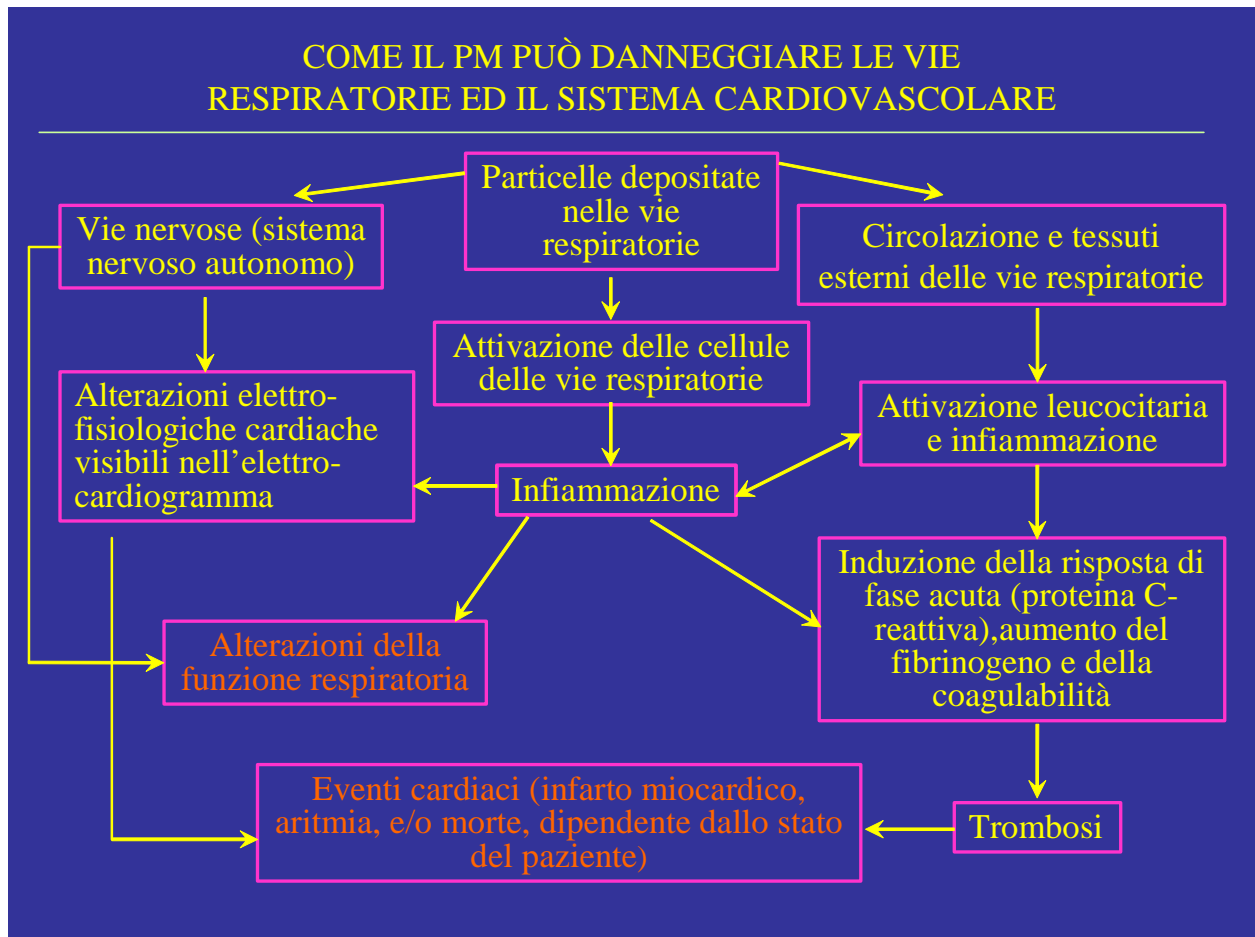 COME IL PM PUÒ DANNEGGIARE LE VIE
RESPIRATORIE ED IL SISTEMA CARDIOVASCOLARE
Particelle depositate
nelle vie
respiratorie
Vie nervose (sistema
nervoso autonomo)
Circolazione e tessuti
esterni delle vie respiratorie
Attivazione delle cellule
delle vie respiratorie
Alterazioni elettro-
fisiologiche cardiache
visibili nell'elettro-
cardiogramma
Attivazione leucocitaria
e infiammazione
Infiammazione
Induzione della risposta di
fase acuta (proteina C-
reattiva),aumento del
fibrinogeno e della
coagulabilità
Alterazioni della
funzione respiratoria
Eventi cardiaci (infarto miocardico,
aritmia, e/o morte, dipendente dallo stato
del paziente)
Trombosi